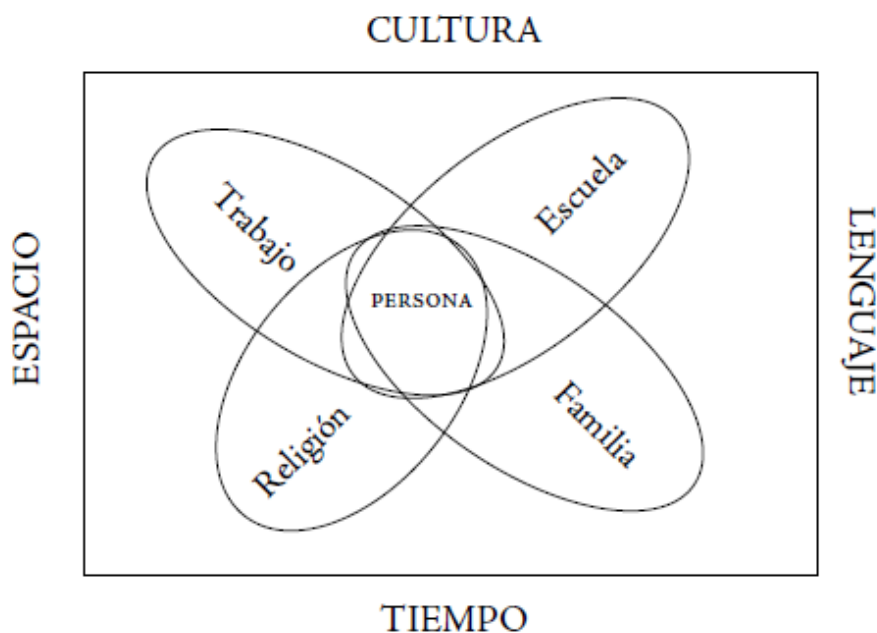 CULTURA
Trabajo
Escuela
ESPACIO
PERSONA
LENGUAJE
Religión
Familia
TIEMPO